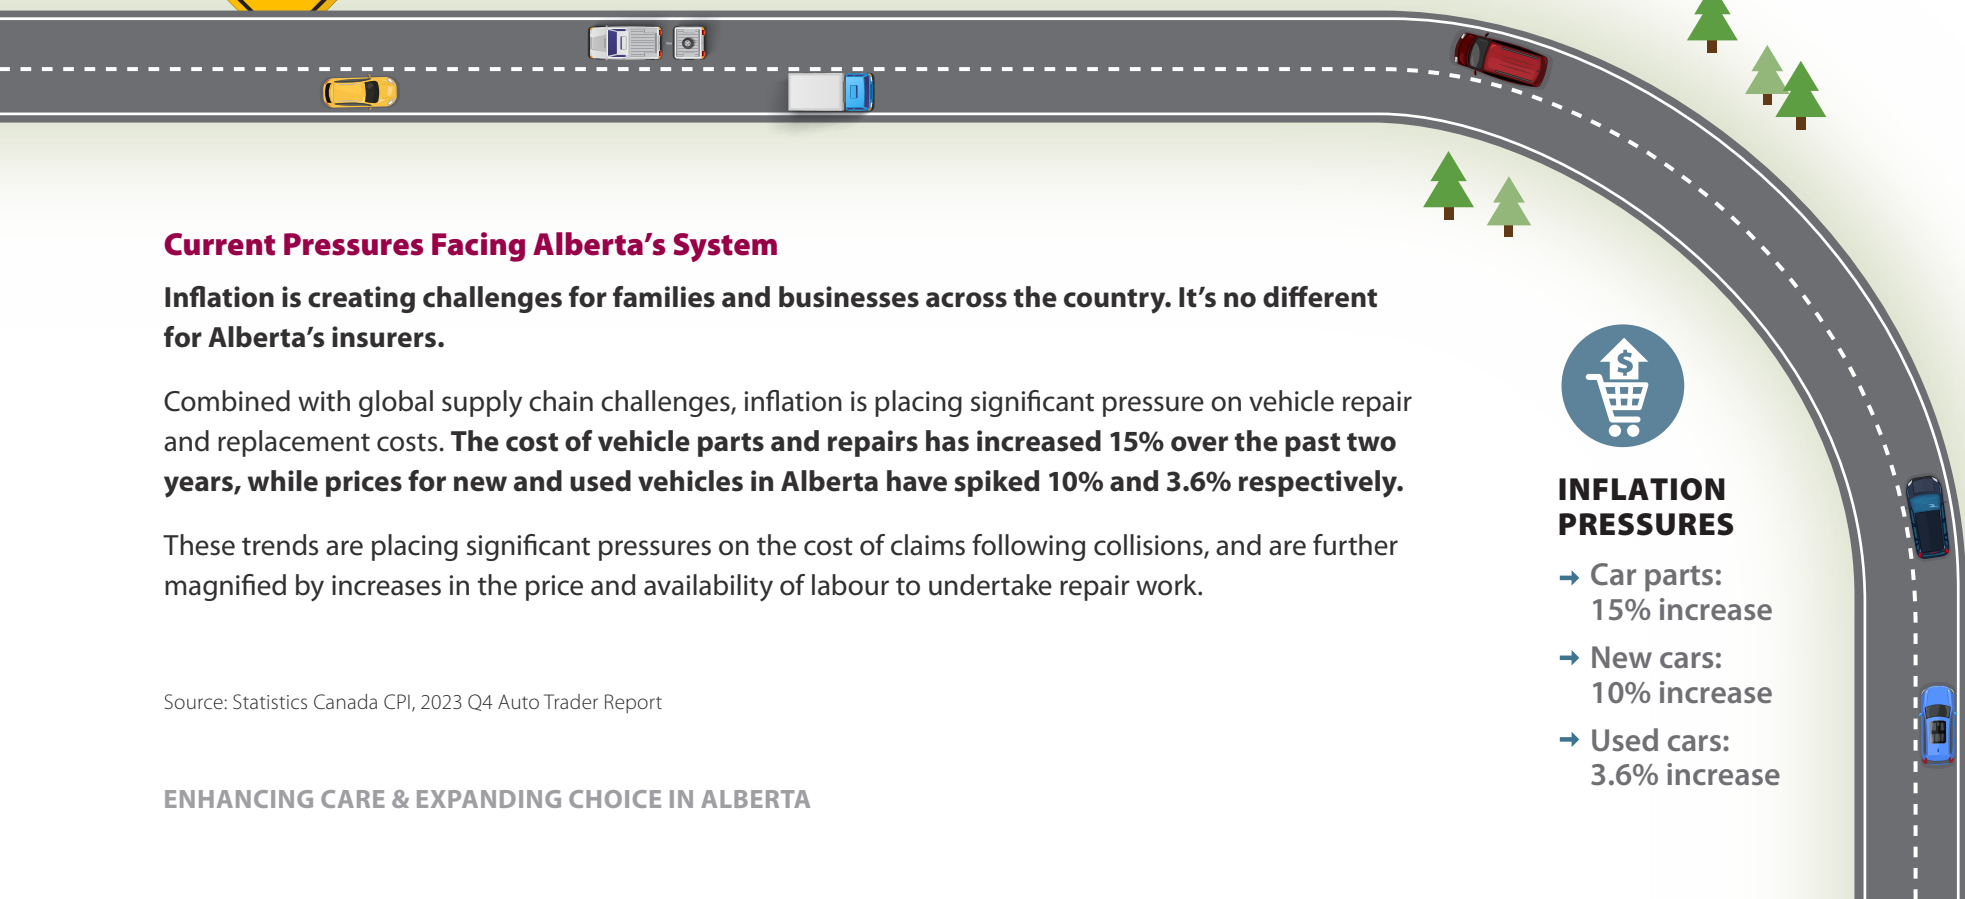 Current Pressures Facing Alberta’s System
Inflation is creating challenges for families and businesses across the country. It’s no different
for Alberta’s insurers.
Combined with global supply chain challenges, inflation is placing significant pressure on vehicle repair
and replacement costs. The cost of vehicle parts and repairs has increased 15% over the past two
years, while prices for new and used vehicles in Alberta have spiked 10% and 3.6% respectively.
These trends are placing significant pressures on the cost of claims following collisions, and are further
magnified by increases in the price and availability of labour to undertake repair work.
Source: Statistics Canada CPI, 2023 Q4 Auto Trader Report
ENHANCING CARE & EXPANDING CHOICE IN ALBERTA
$
INFLATION
PRESSURES
➞ Car parts:
15% increase
➞ New cars:
10% increase
➞ Used cars:
3.6% increase